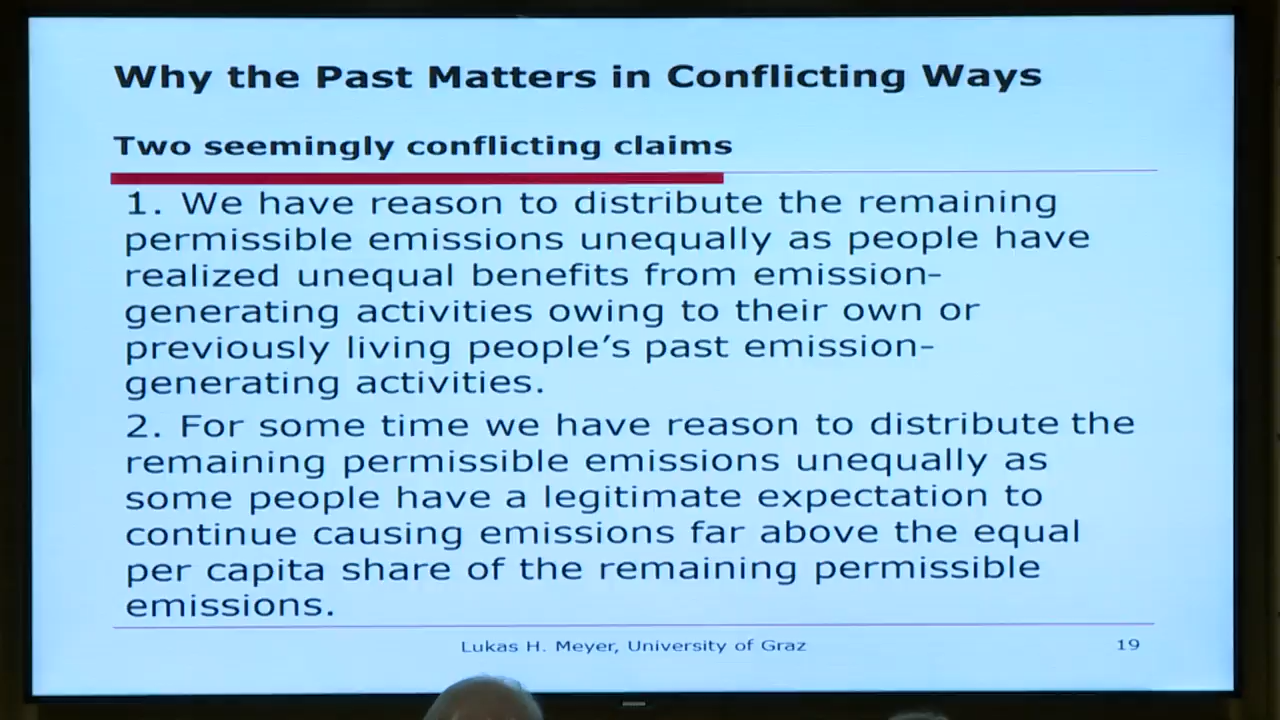 Why the Past Matters in Conflicting Ways
Two seemingly conflicting claims
1. We have reason to distribute the remaining
permissible emissions unequally as people have
realized unequal benefits from emission-
generating activities owing to their own or
previously living people’s past emission-
generating activities.
2. For some time we have reason to distribute the
remaining permissible emissions unequally as
some people have a legitimate expectation to
continue causing emissions far above the equal
per capita share of the remaining permissible
emissions.
Lukas H. Meyer, University of Graz
19